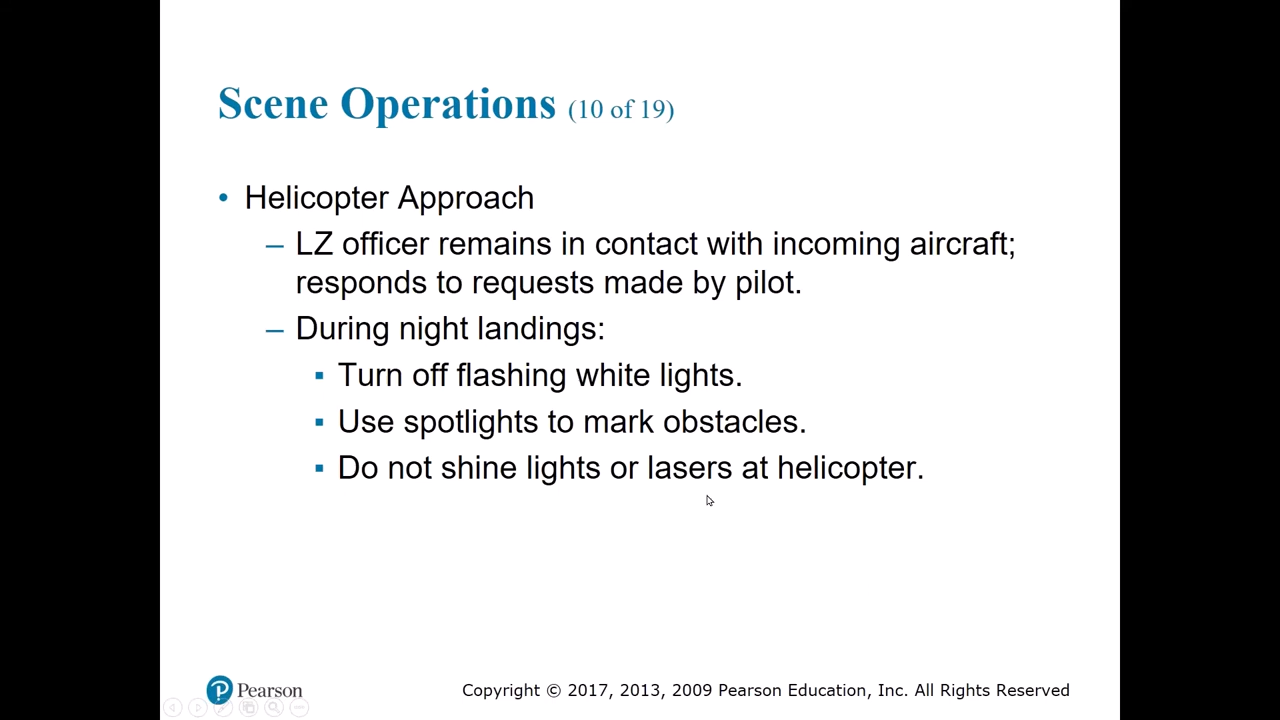 Scene Operations (10 of 19)
• Helicopter Approach
– LZ officer remains in contact with incoming aircraft;
responds to requests made by pilot.
– During night landings:
▪ Turn off flashing white lights.
▪ Use spotlights to mark obstacles.
▪ Do not shine lights or lasers at helicopter.
Pearson
Copyright © 2017, 2013, 2009 Pearson Education, Inc. All Rights Reserved